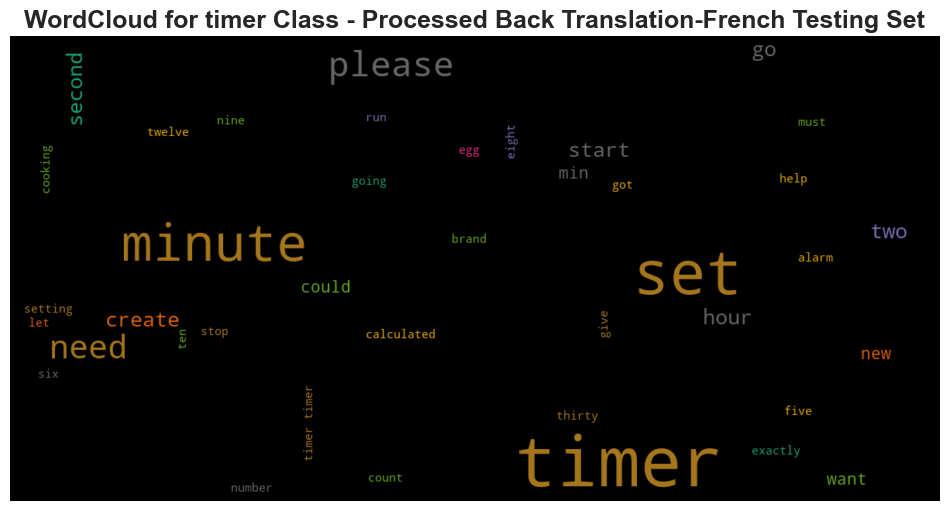 WordCloud for timer Class - Processed Back Translation-French Testing Set
second
please
go
nine
twelve
run
eight
must
egg
start
cooking
going
min
got
help
minute
brand
two
set
alarm
could
setting
let
create
stop
ten
calculated
give
hour
need
new
six
timer timer
thirty
five
timer
exactly
count
want
number